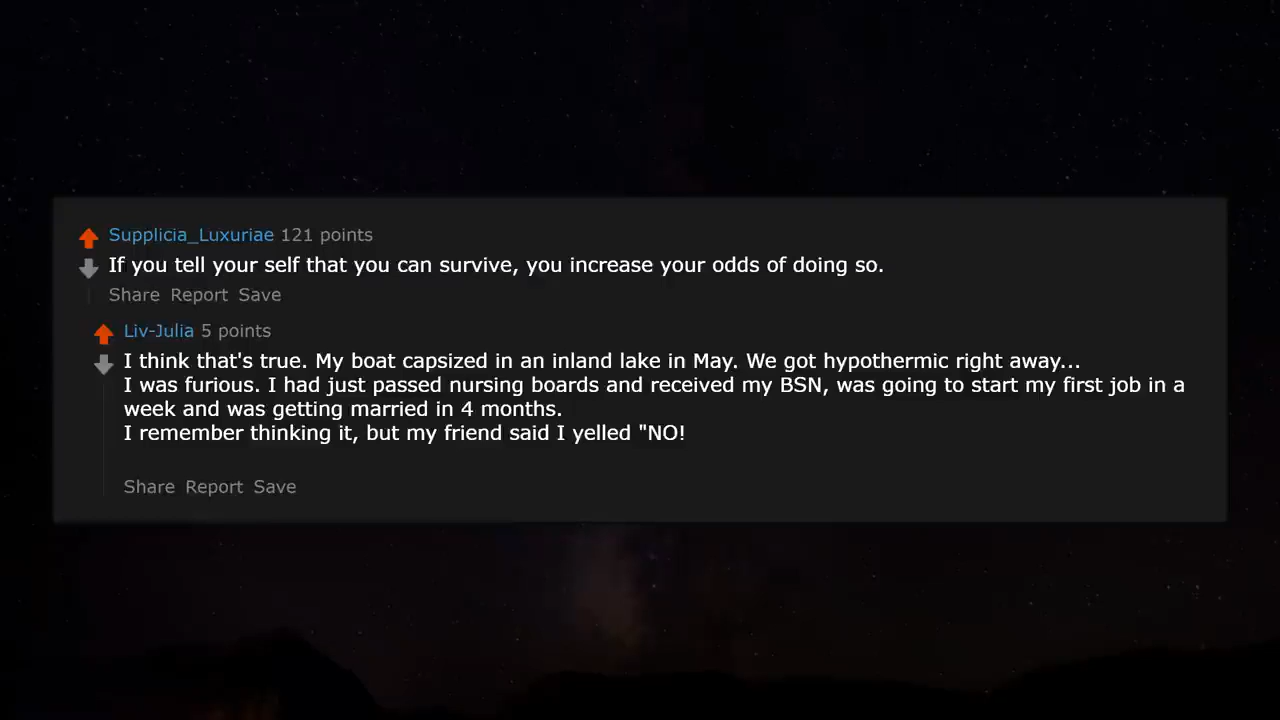 Supplicia_Luxuriae 121 points
If you tell your self that you can survive, you increase your odds of doing so.
Share Report Save
Liv-Julia 5 points
I think that's true. My boat capsized in an inland lake in May. We got hypothermic right away...
I was furious. I had just passed nursing boards and received my BSN, was going to start my first job in a
week and was getting married in 4 months.
I remember thinking it, but my friend said I yelled "NO!
Share Report Save